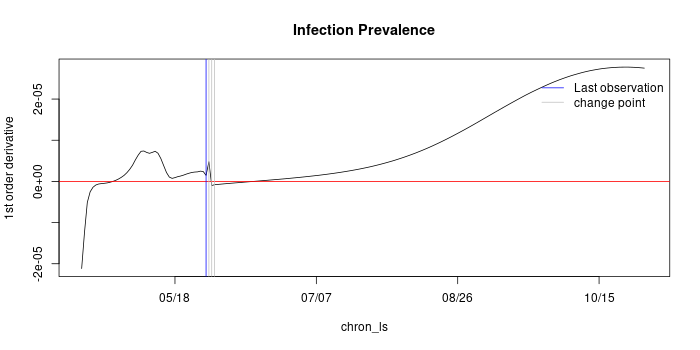 Infection Prevalence
1st order derivative
2e-05
0e+00
-2e-05
Last observation
change point
05/18
07/07
08/26
10/15
chron_ls